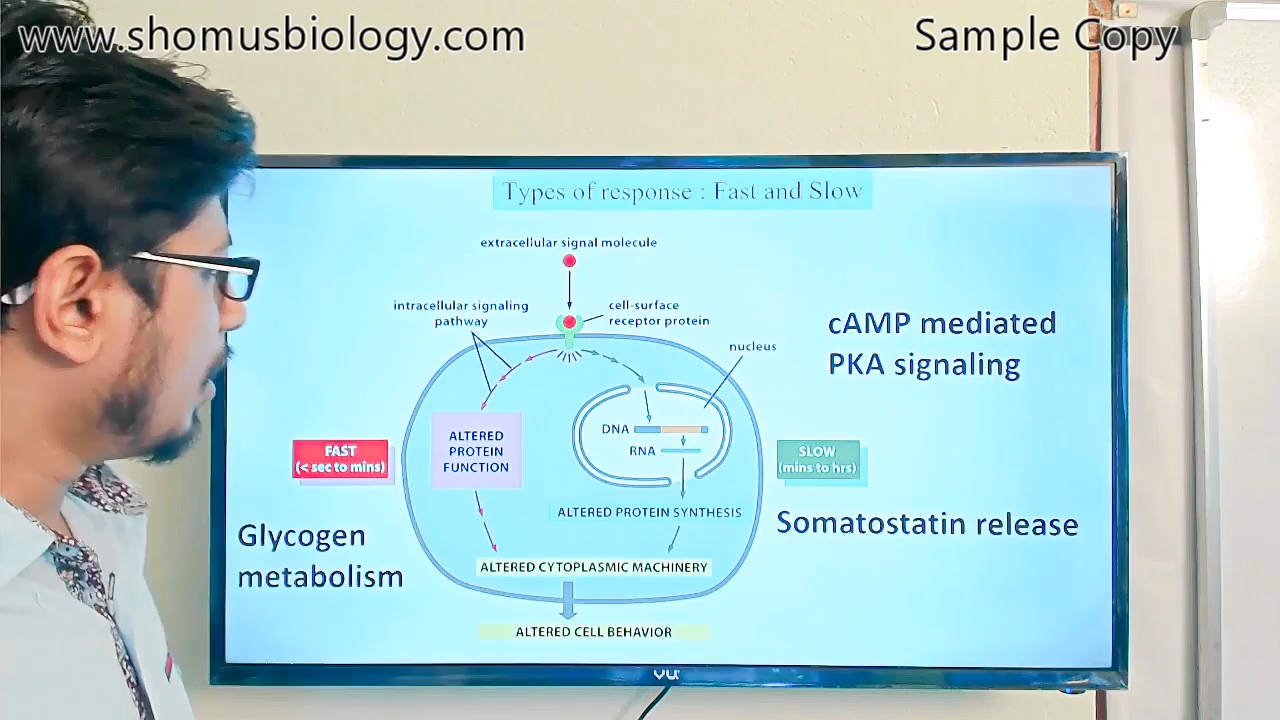 www.shomusbiology.com
Sample Copy
Types of response : Fast and Slow
extracellular signal molecule
intracellular signaling
pathway
cell-surface
receptor protein
nucleus
cAMP mediated
PKA signaling
DNA
RNA
ALTERED
PROTEIN
FUNCTION
FAST
(< sec to mins)
SLOW
(mins to hrs)
ALTERED PROTEIN SYNTHESIS
Glycogen
metabolism
Somatostatin release
ALTERED CYTOPLASMIC MACHINERY
ALTERED CELL BEHAVIOR
VU